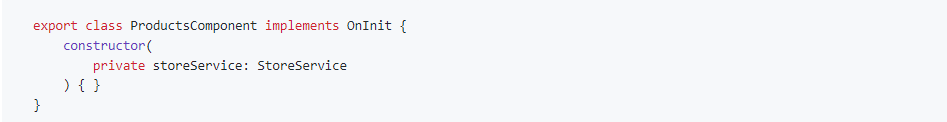 export class ProductsComponent implements OnInit {
    constructor(
        private storeService: StoreService
    ) { }
}